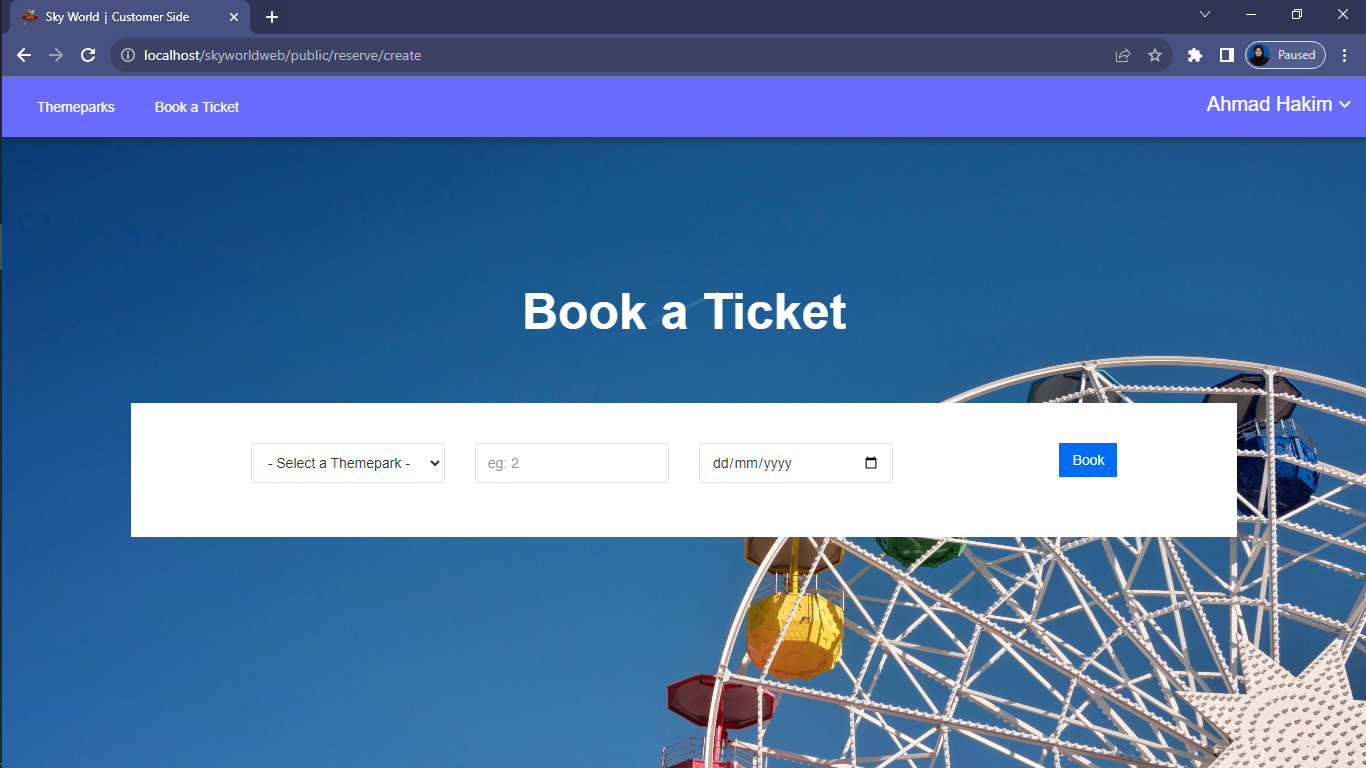 Sky World | Customer Side
localhost/skyworldweb/public/reserve/create
Paused
Themeparks
Book a Ticket
Ahmad Hakim
Book a Ticket
- Select a Themepark -
eg: 2
dd/mm/yyyy
Book